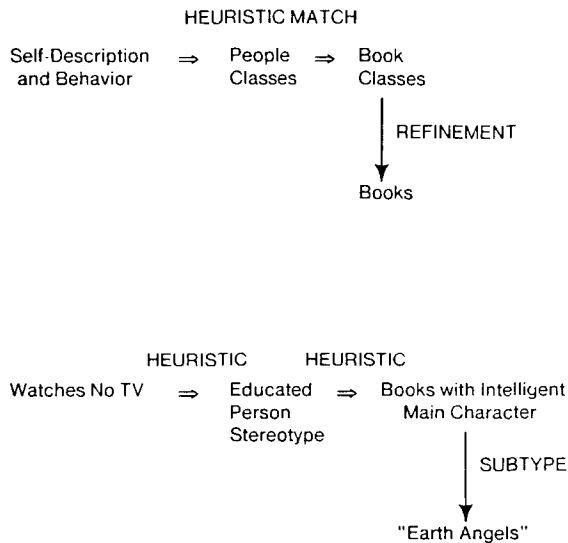 HEURISTIC MATCH
Self-Description ⇒ People ⇒ Book
and Behavior Classes Classes
REFINEMENT
Books
HEURISTIC HEURISTIC
Watches No TV ⇒ Educated ⇒ Books with Intelligent
Person Main Character
Stereotype
SUBTYPE
"Earth Angels"